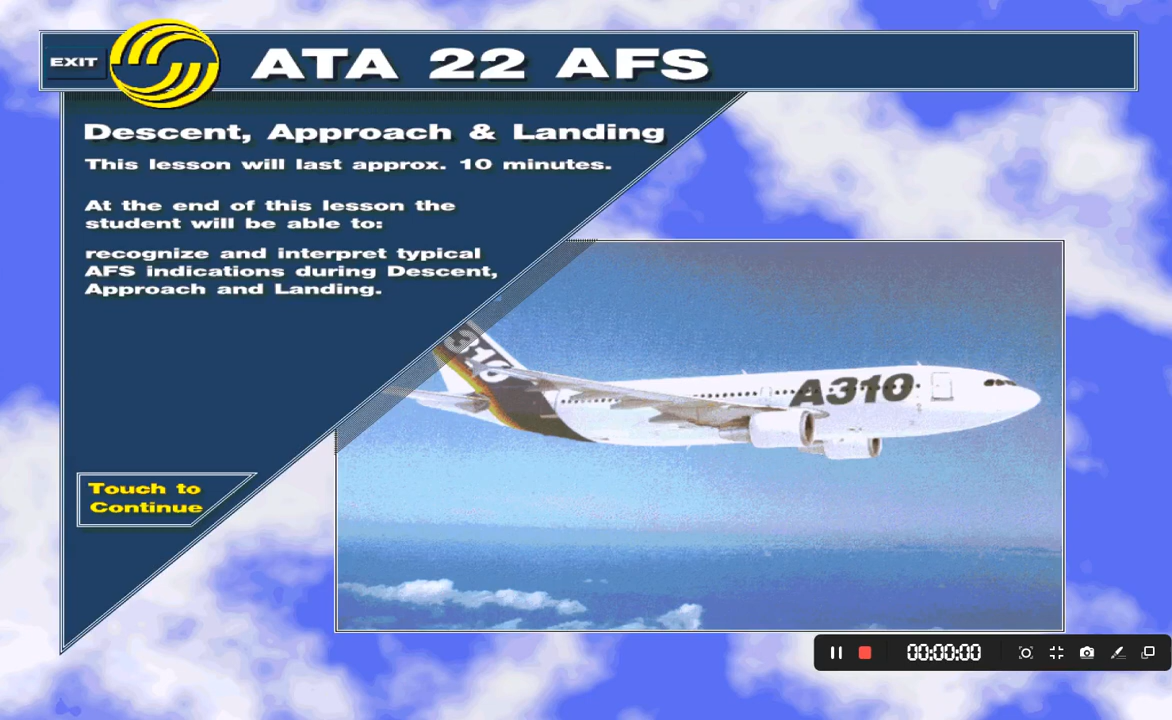 EXIT
ATA 22 AFS
Descent, Approach & Landing
This lesson will last approx. 10 minutes.
At the end of this lesson the
student will be able to:
recognize and interpret typical
AFS indications during Descent,
Approach and Landing.
310
A310
Touch to
Continue
00:00:00